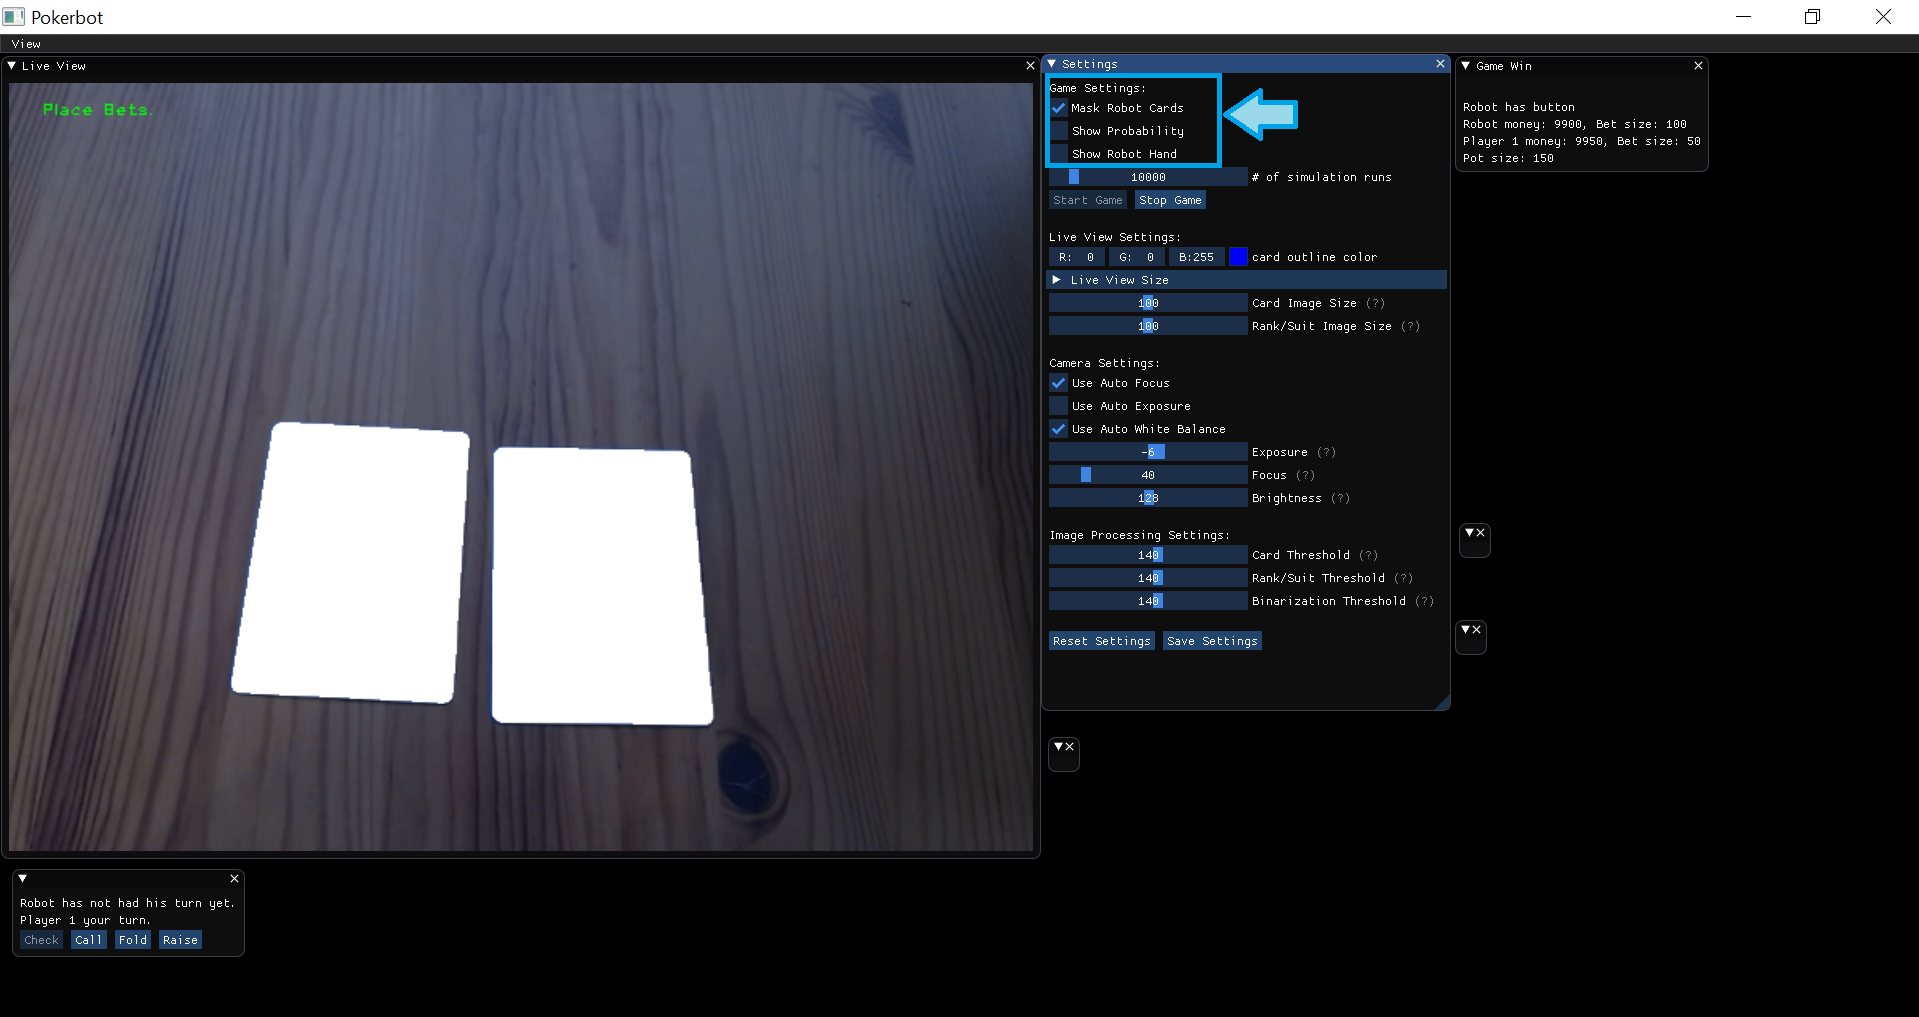 Pokerbot
View
Live View
Place Bets.
Settings
Game Settings:
Mask Robot Cards
Show Probability
Show Robot Hand
10000 # of simulation runs
Start Game Stop Game
Live View Settings:
R: 0 G: 0 B:255 card outline color
Live View Size
100 Card Image Size (?)
100 Rank/Suit Image Size (?)
Camera Settings:
Use Auto Focus
Use Auto Exposure
Use Auto White Balance
-6 Exposure (?)
40 Focus (?)
128 Brightness (?)
Image Processing Settings:
140 Card Threshold (?)
140 Rank/Suit Threshold (?)
140 Binarization Threshold (?)
Reset Settings Save Settings
Game Win
Robot has button
Robot money: 9900, Bet size: 100
Player 1 money: 9950, Bet size: 50
Pot size: 150
Robot has not had his turn yet.
Player 1 your turn.
Check Call Fold Raise